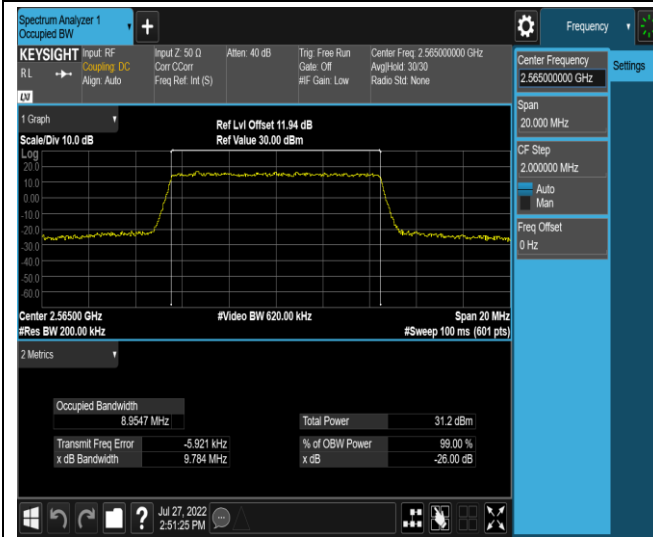 Spectrum Analyzer 1
Occupied BW
+
Frequency
KEYSIGHT
RL
Input: RF
Coupling: DC
Align: Auto
Input Z: 50 Ω
Corr CCorr
Freq Ref: Int (S)
Atten: 40 dB
Trig: Free Run
Gate: Off
#IF Gain: Low
Center Freq: 2.565000000 GHz
Avg|Hold: 30/30
Radio Std: None
LXI
1 Graph
Scale/Div 10.0 dB
Ref Lvl Offset 11.94 dB
Ref Value 30.00 dBm
Log
20.0
10.0
0.00
-10.0
-20.0
-30.0
-40.0
-50.0
-60.0
Center 2.56500 GHz
#Res BW 200.00 kHz
#Video BW 620.00 kHz
Span 20 MHz
#Sweep 100 ms (601 pts)
2 Metrics
Occupied Bandwidth
8.9547 MHz
Transmit Freq Error -5.921 kHz
x dB Bandwidth 9.784 MHz
Total Power 31.2 dBm
% of OBW Power 99.00 %
x dB -26.00 dB
Center Frequency
2.565000000 GHz
Settings
Span
20.000 MHz
CF Step
2.000000 MHz
Auto
Man
Freq Offset
0 Hz
?
Jul 27, 2022
2:51:25 PM